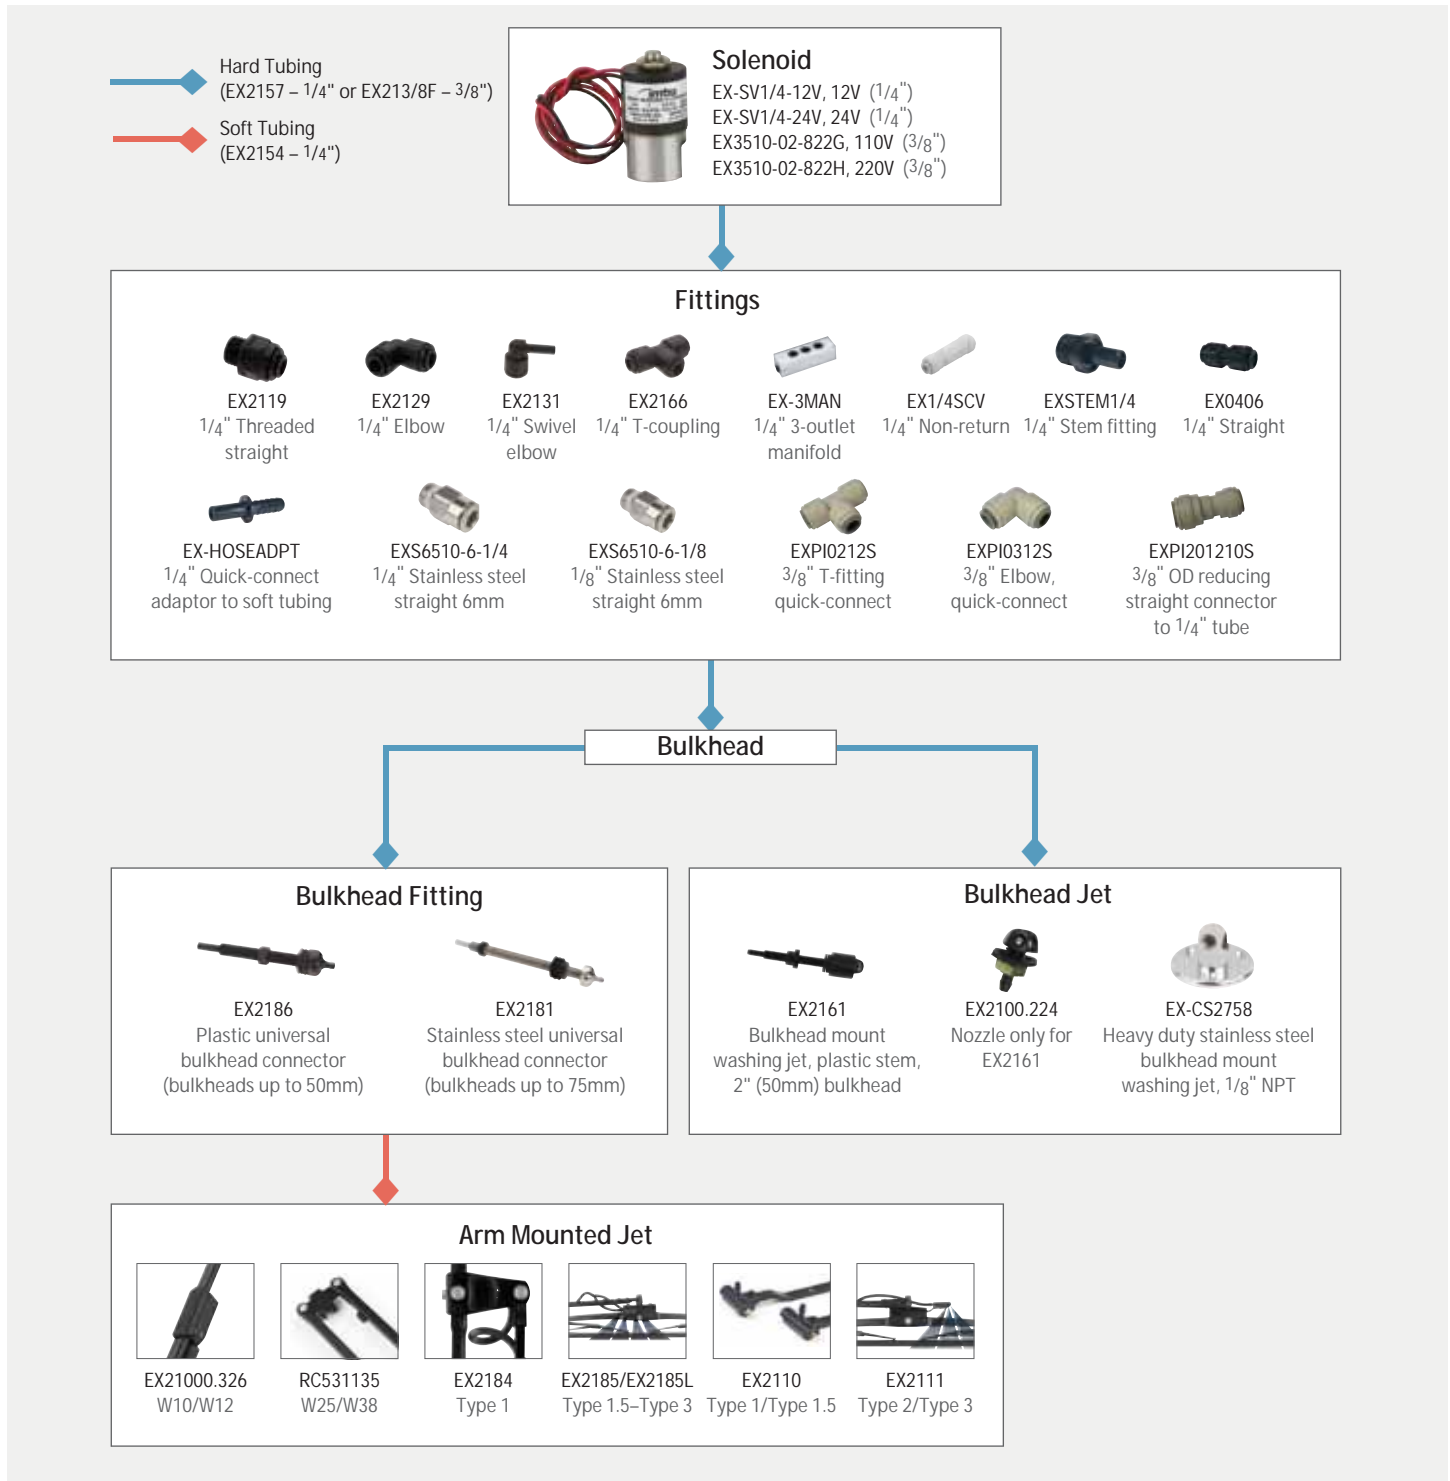 Hard Tubing
(EX2157 – 1/4" or EX213/8F – 3/8")
Soft Tubing
(EX2154 – 1/4")
Solenoid
EX-SV1/4-12V, 12V (1/4")
EX-SV1/4-24V, 24V (1/4")
EX3510-02-822G, 110V (3/8")
EX3510-02-822H, 220V (3/8")
Fittings
EX2119
1/4" Threaded
straight
EX2129
1/4" Elbow
EX2131
1/4" Swivel
elbow
EX2166
1/4" T-coupling
EX-3MAN
1/4" 3-outlet
manifold
EX1/4SCV
1/4" Non-return
EXSTEM1/4
1/4" Stem fitting
EX0406
1/4" Straight
EX-HOSEADPT
1/4" Quick-connect
adaptor to soft tubing
EXS6510-6-1/4
1/4" Stainless steel
straight 6mm
EXS6510-6-1/8
1/8" Stainless steel
straight 6mm
EXPI0212S
3/8" T-fitting
quick-connect
EXPI0312S
3/8" Elbow,
quick-connect
EXPI201210S
3/8" OD reducing
straight connector
to 1/4" tube
Bulkhead
Bulkhead Fitting
EX2186
Plastic universal
bulkhead connector
(bulkheads up to 50mm)
EX2181
Stainless steel universal
bulkhead connector
(bulkheads up to 75mm)
Bulkhead Jet
EX2161
Bulkhead mount
washing jet, plastic stem,
2" (50mm) bulkhead
EX2100.224
Nozzle only for
EX2161
EX-CS2758
Heavy duty stainless steel
bulkhead mount
washing jet, 1/8" NPT
Arm Mounted Jet
EX21000.326
W10/W12
RC531135
W25/W38
EX2184
Type 1
EX2185/EX2185L
Type 1.5–Type 3
EX2110
Type 1/Type 1.5
EX2111
Type 2/Type 3